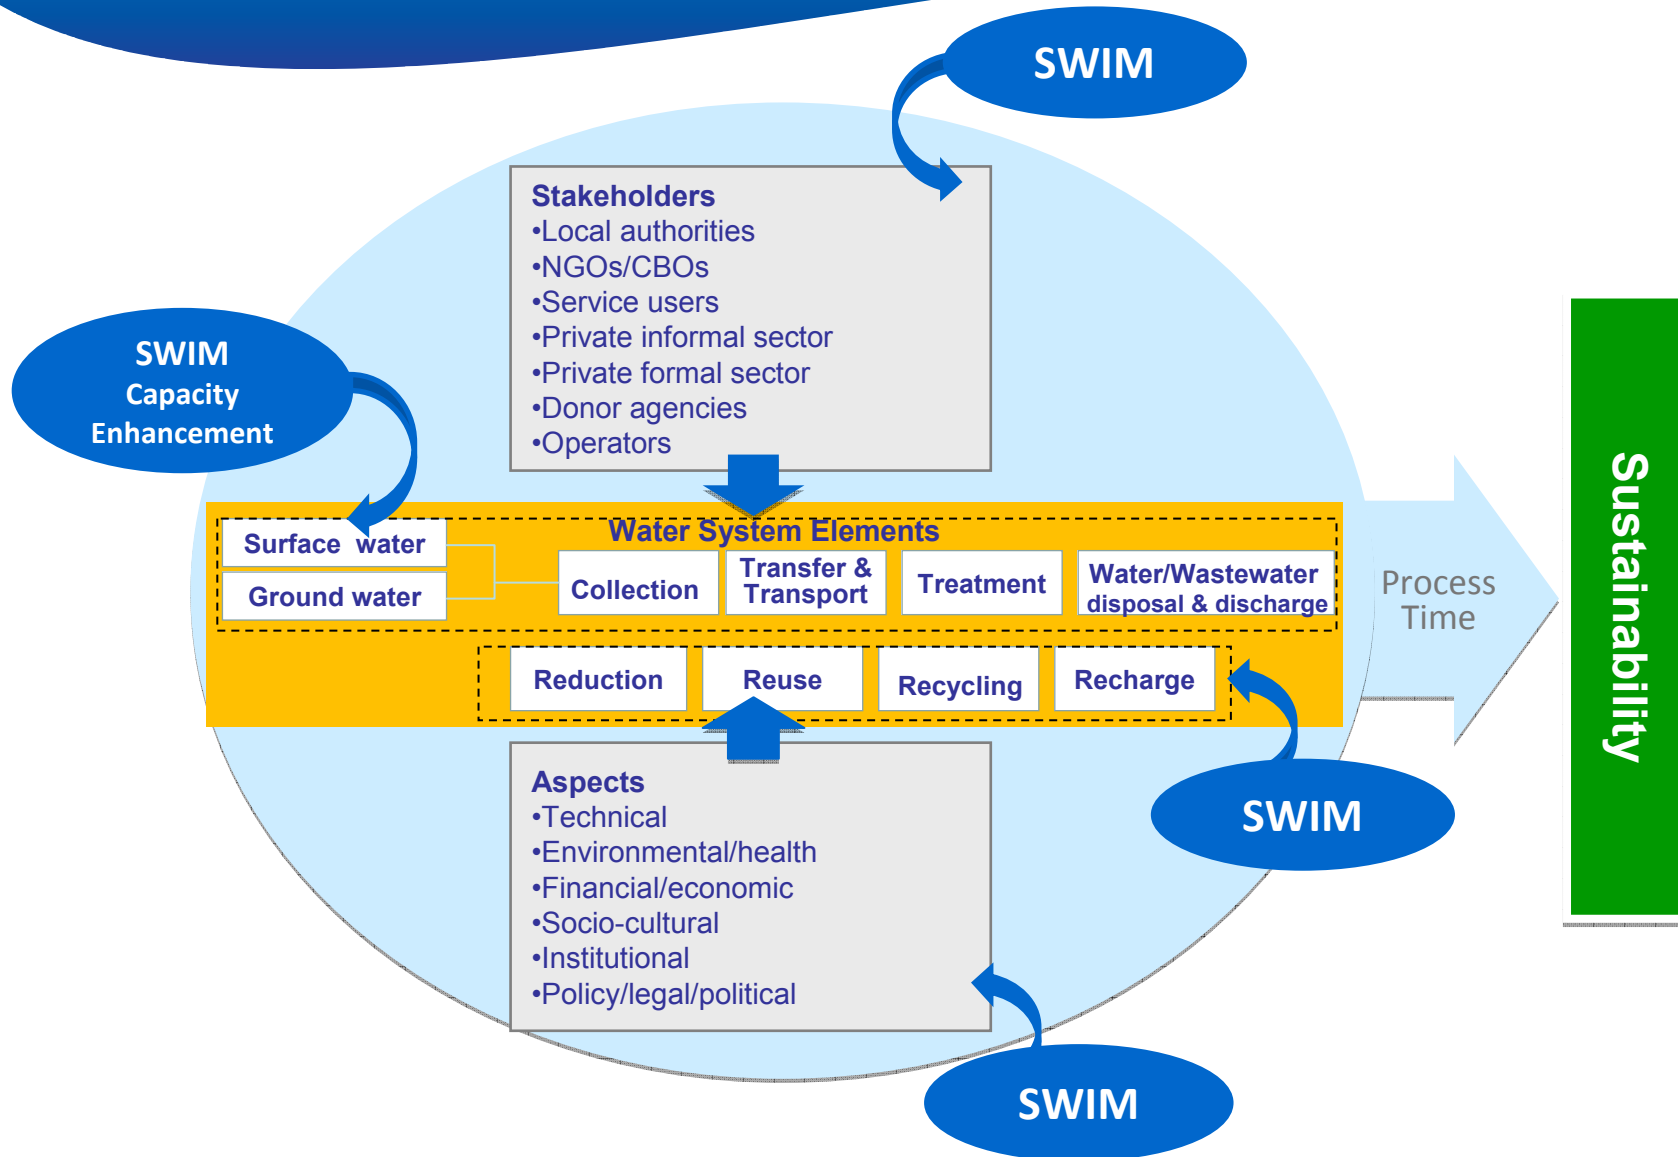 SWIM
Stakeholders
•Local authorities
•NGOs/CBOs
•Service users
•Private informal sector
•Private formal sector
•Donor agencies
•Operators
SWIM
Capacity
Enhancement
Water System Elements
Surface water
Ground water
Collection
Transfer &
Transport
Treatment
Water/Wastewater
disposal & discharge
Reduction
Reuse
Recycling
Recharge
Process
Time
Sustainability
Aspects
•Technical
•Environmental/health
•Financial/economic
•Socio-cultural
•Institutional
•Policy/legal/political
SWIM
SWIM